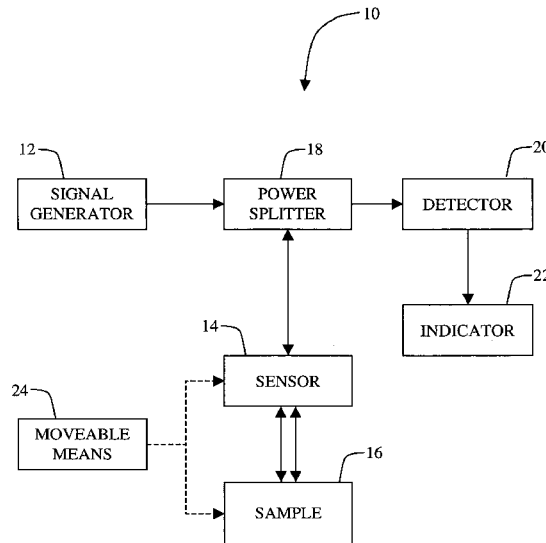 10
12
SIGNAL
GENERATOR
18
POWER
SPLITTER
20
DETECTOR
22
INDICATOR
14
SENSOR
24
MOVEABLE
MEANS
16
SAMPLE